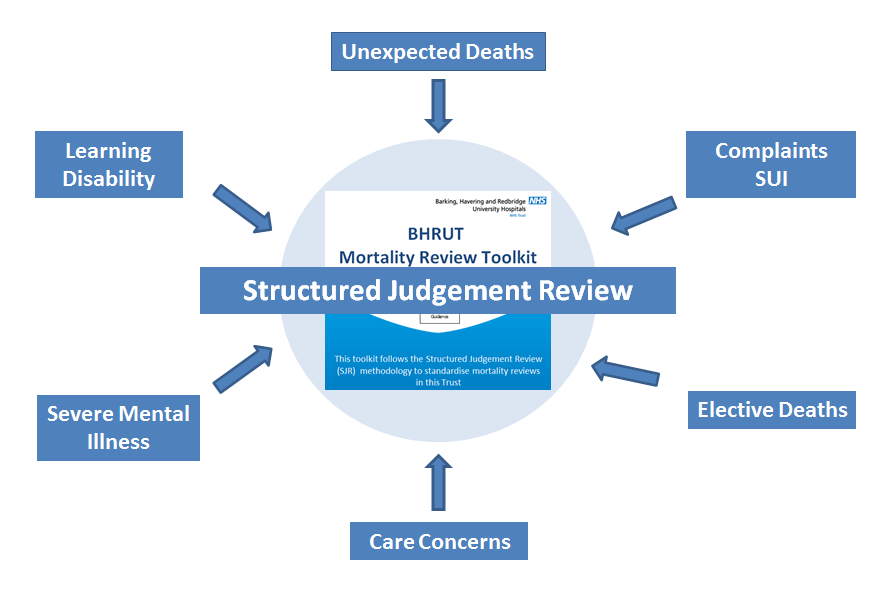 Unexpected Deaths
Learning
Disability
Complaints
SUI
Barking, Havering and Redbridge NHS
University Hospitals
NHS Trust
BHRUT
Mortality Review Toolkit
Structured Judgement Review
Guidance
This toolkit follows the Structured Judgement Review
(SJR) methodology to standardise mortality reviews
in this Trust
Severe Mental
Illness
Elective Deaths
Care Concerns